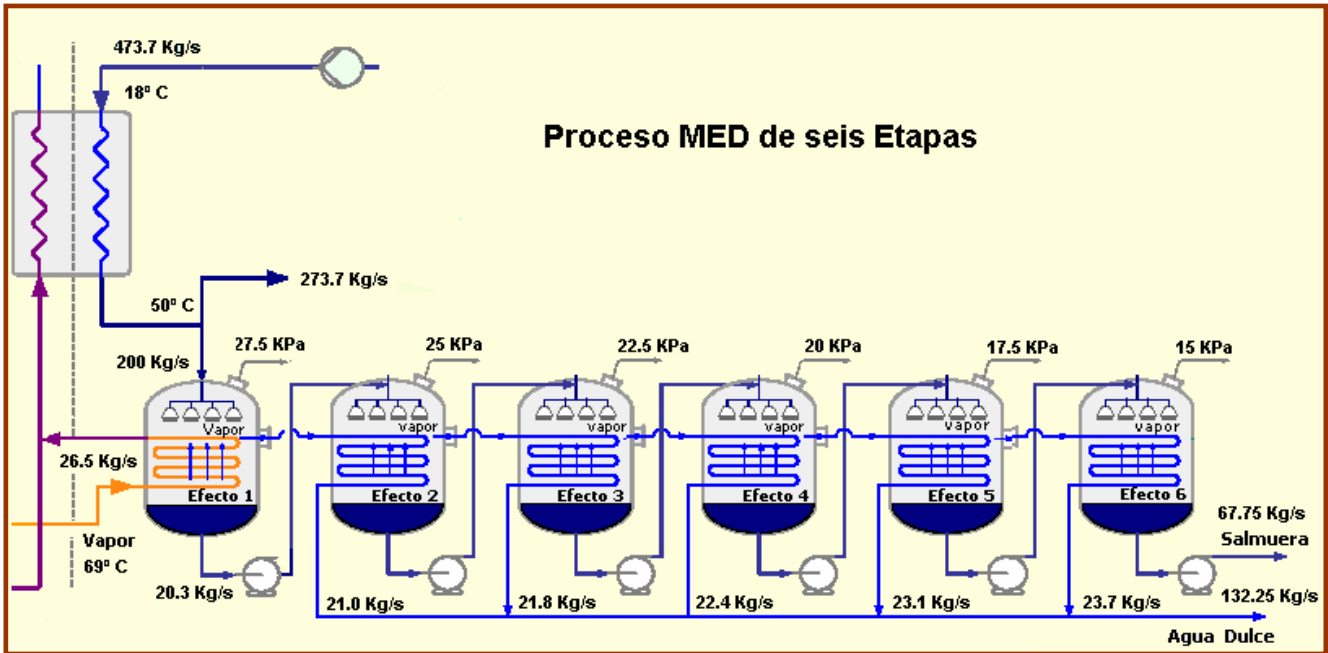 473.7 Kg/s
18º C
Proceso MED de seis Etapas
273.7 Kg/s
50º C
200 Kg/s
27.5 KPa
25 KPa
22.5 KPa
20 KPa
17.5 KPa
15 KPa
Vapor
vapor
vapor
vapor
vapor
vapor
26.5 Kg/s
Efecto 1
Efecto 2
Efecto 3
Efecto 4
Efecto 5
Efecto 6
Vapor
69º C
67.75 Kg/s
Salmuera
20.3 Kg/s
21.0 Kg/s
21.8 Kg/s
22.4 Kg/s
23.1 Kg/s
23.7 Kg/s
132.25 Kg/s
Agua Dulce